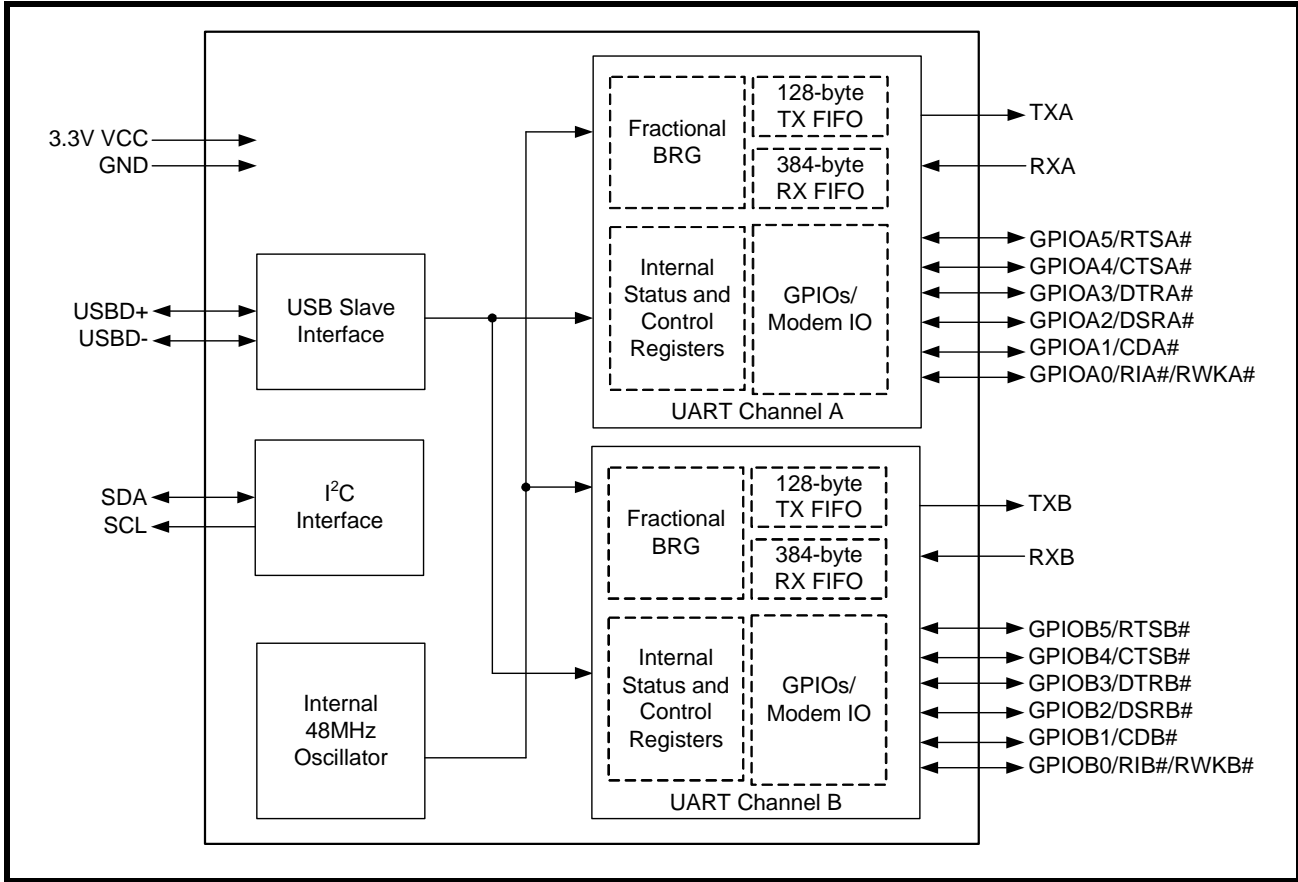 3.3V VCC
GND
USBD+
USBD-
SDA
SCL
USB Slave
Interface
I²C
Interface
Internal
48MHz
Oscillator
Fractional
BRG
128-byte
TX FIFO
384-byte
RX FIFO
Internal
Status and
Control
Registers
GPIOs/
Modem IO
UART Channel A
TXA
RXA
GPIOA5/RTSA#
GPIOA4/CTSA#
GPIOA3/DTRA#
GPIOA2/DSRA#
GPIOA1/CDA#
GPIOA0/RIA#/RWKA#
Fractional
BRG
128-byte
TX FIFO
384-byte
RX FIFO
Internal
Status and
Control
Registers
GPIOs/
Modem IO
UART Channel B
TXB
RXB
GPIOB5/RTSB#
GPIOB4/CTSB#
GPIOB3/DTRB#
GPIOB2/DSRB#
GPIOB1/CDB#
GPIOB0/RIB#/RWKB#